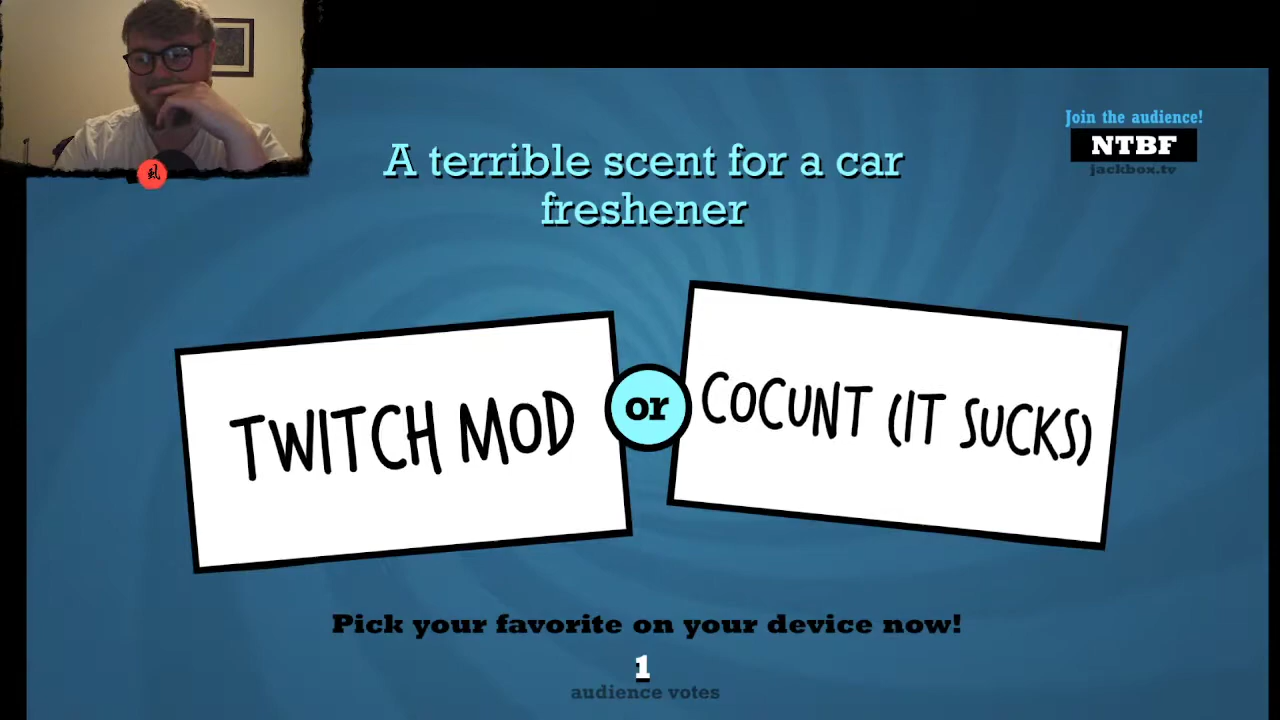 Join the audience!
NTBF
jackbox.tv
A terrible scent for a car
freshener
TWITCH MOD
or
COCUNT (IT SUCKS)
Pick your favorite on your device now!
1
audience votes